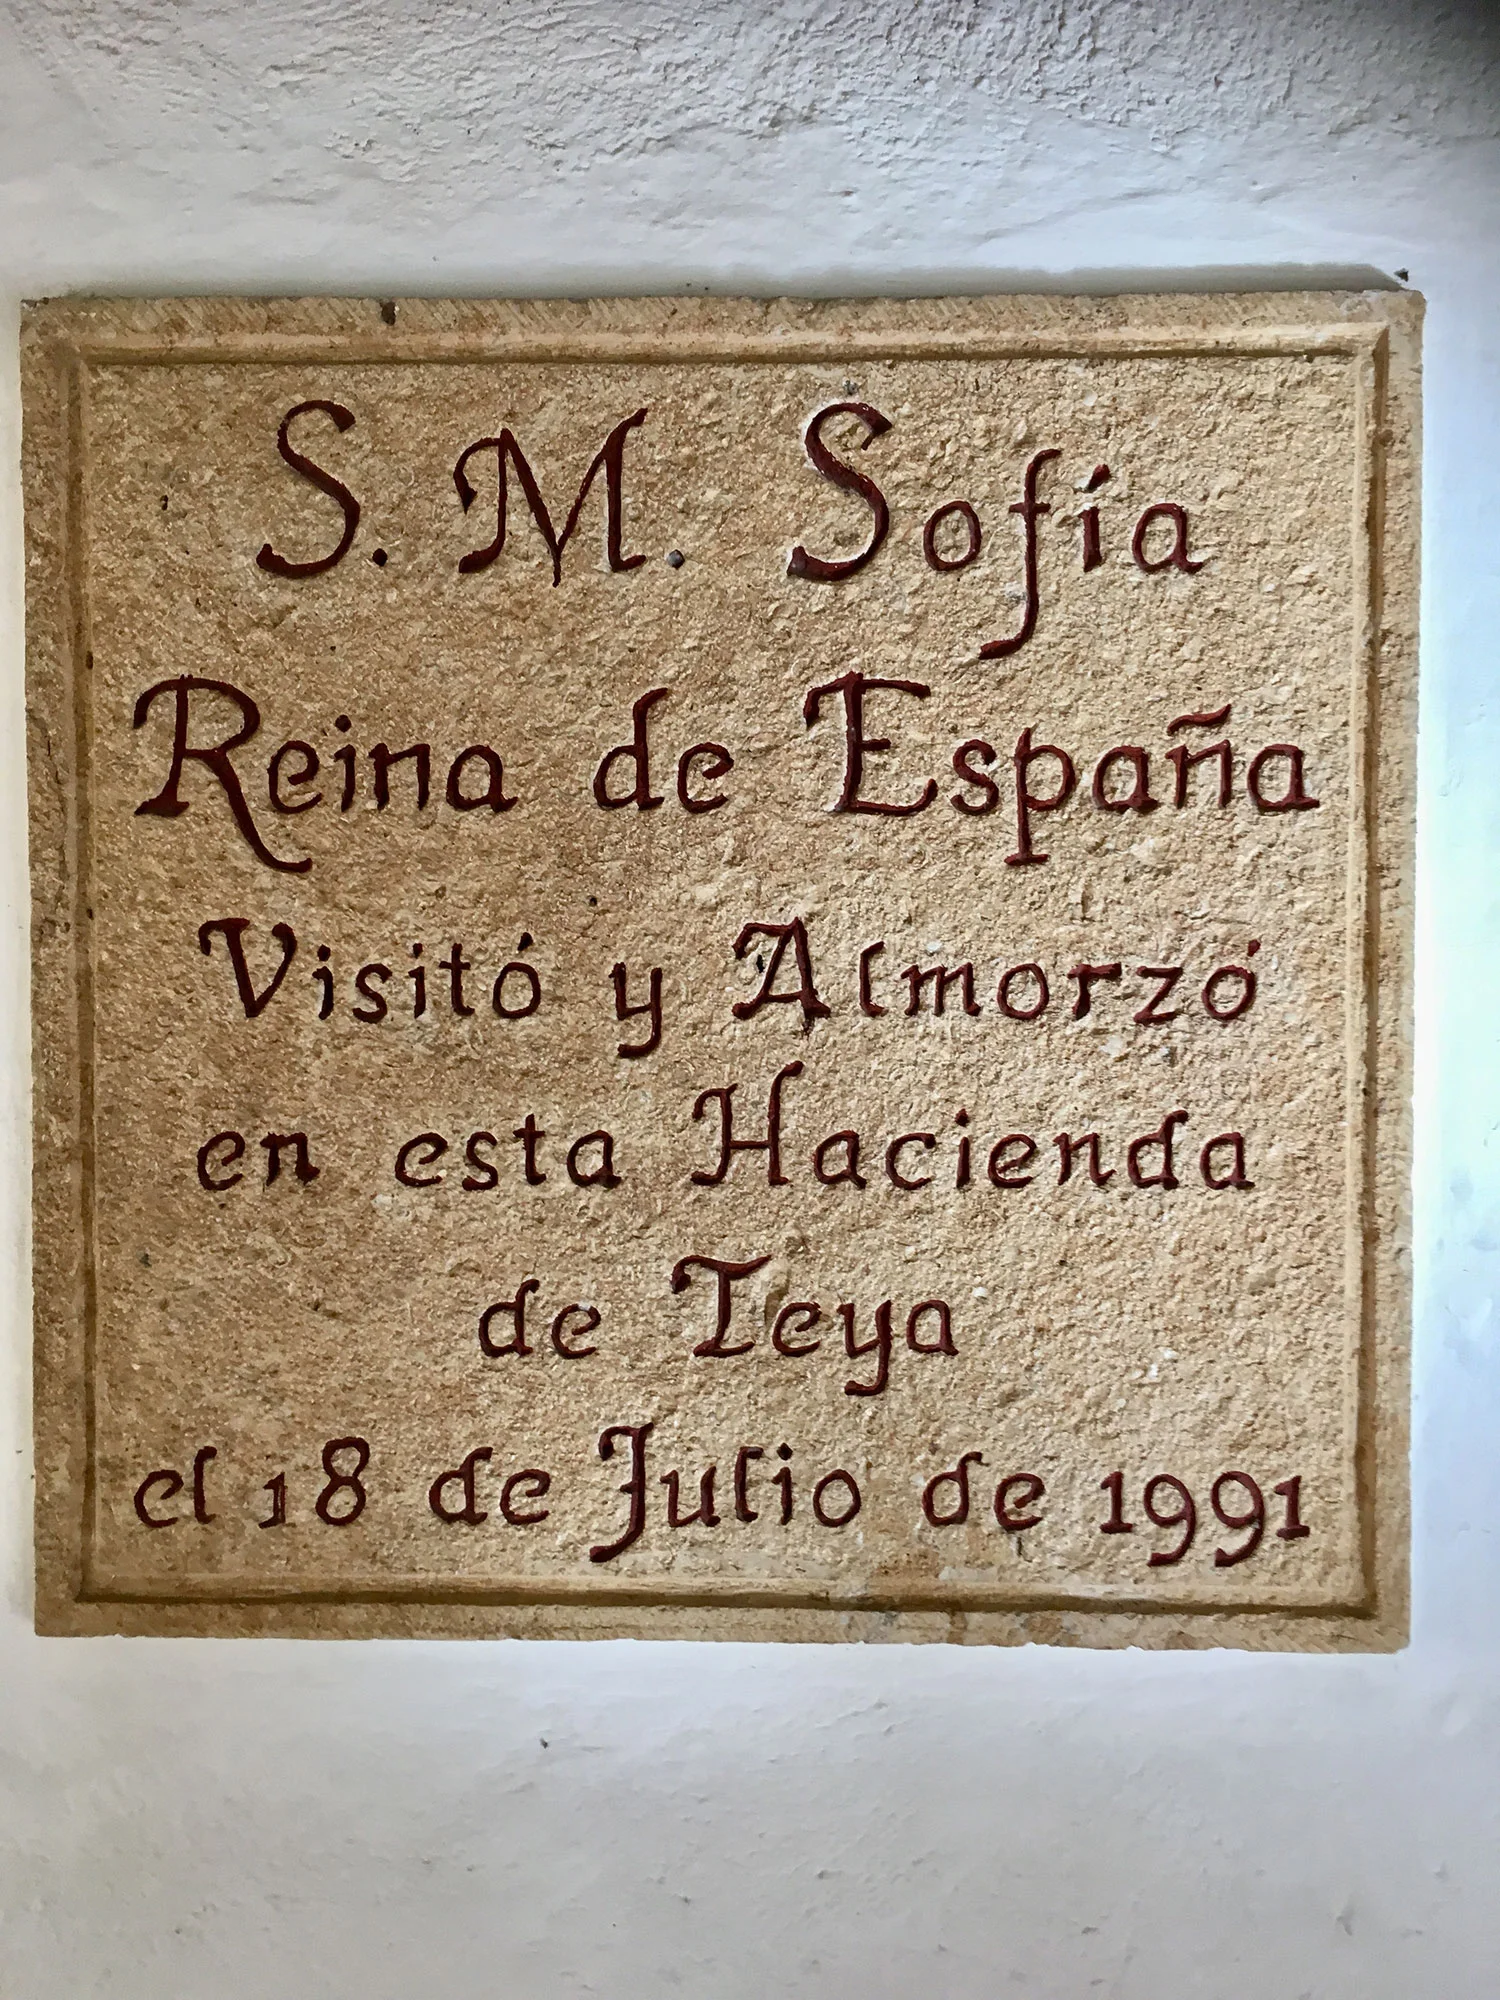 S. M. Sofía
Reina de España
Visitó y Almorzó
en esta Hacienda
de Teya
el 18 de Julio de 1991